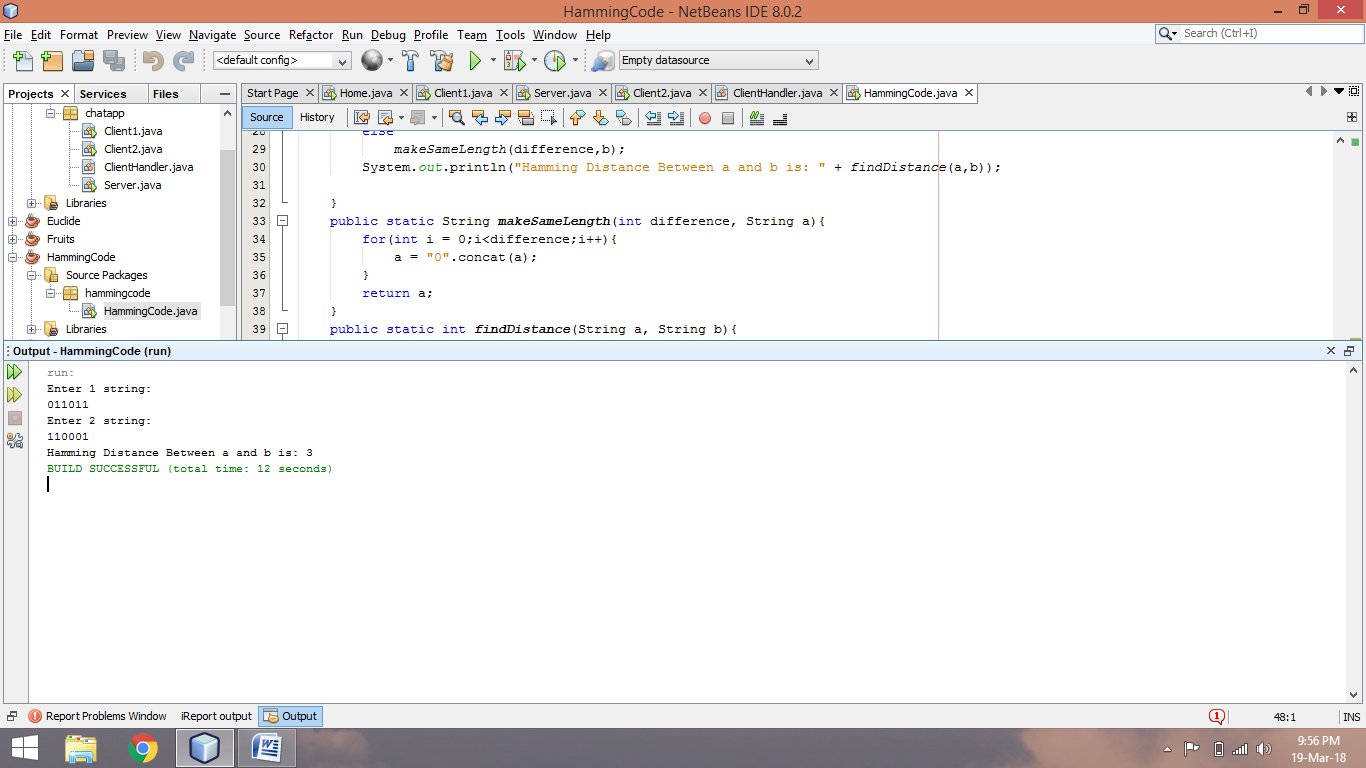 HammingCode - NetBeans IDE 8.0.2
File Edit Format Preview View Navigate Source Refactor Run Debug Profile Team Tools Window Help
Search (Ctrl+I)
<default config>
Empty datasource
Projects Services Files
Start Page Home.java Client1.java Server.java Client2.java ClientHandler.java HammingCode.java
Source History
chatapp
Client1.java
Client2.java
ClientHandler.java
Server.java
Libraries
Euclide
Fruits
HammingCode
Source Packages
hammingcode
HammingCode.java
Libraries
28 else
29 makeSameLength(difference,b);
30 System.out.println("Hamming Distance Between a and b is: " + findDistance(a,b));
31
32 }
33 public static String makeSameLength(int difference, String a){
34 for(int i = 0;i<difference;i++){
35 a = "0".concat(a);
36 }
37 return a;
38 }
39 public static int findDistance(String a, String b){
Output - HammingCode (run)
run:
Enter 1 string:
011011
Enter 2 string:
110001
Hamming Distance Between a and b is: 3
BUILD SUCCESSFUL (total time: 12 seconds)
Report Problems Window iReport output Output
1
48:1
INS
9:56 PM
19-Mar-18